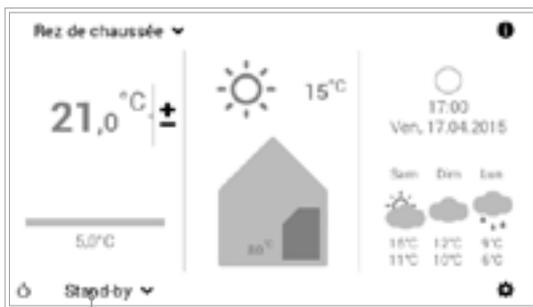 Rez de chaussée
21,0 °C
5,0°C
Stand-by
15°C
80°C
17:00
Ven, 17.04.2015
Sam Dim Lun
12°C 9°C
11°C 10°C 6°C